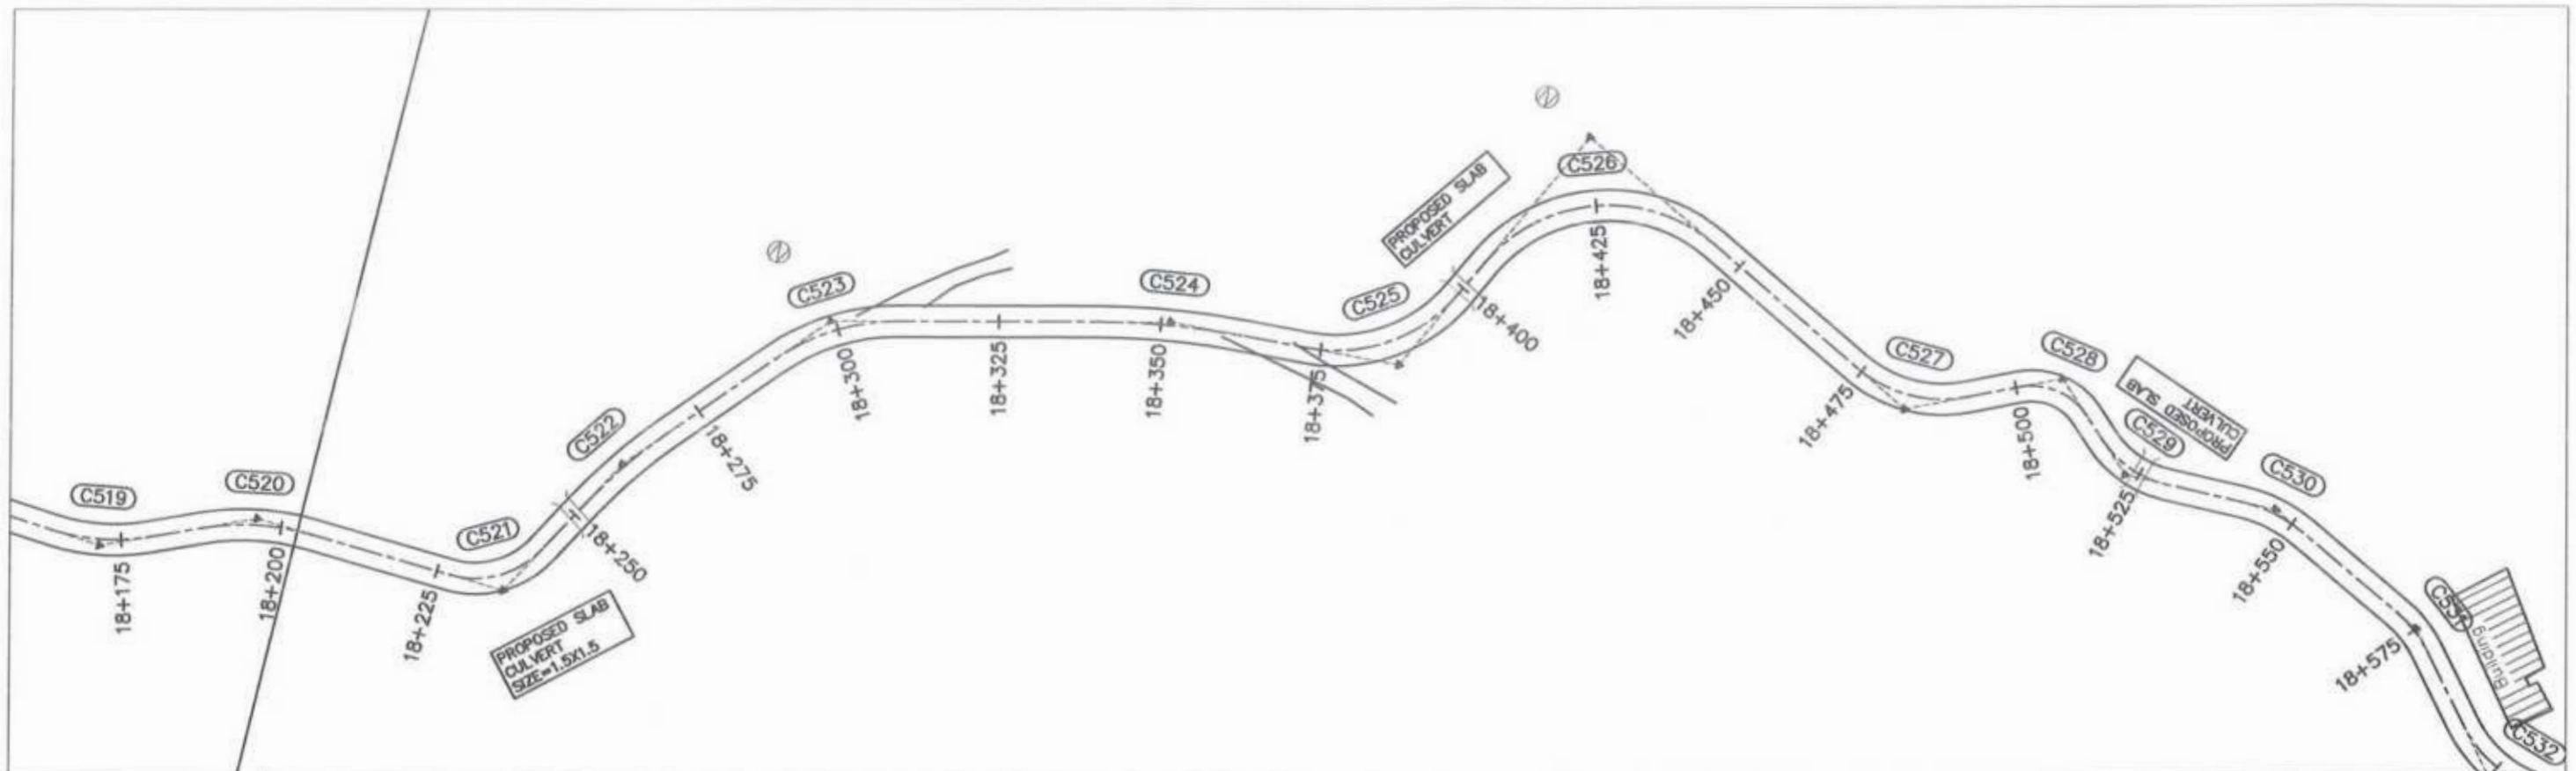 C519
18+175
C520
18+200
18+225
C521
PROPOSED SLAB
CULVERT
SIZE=1.5X1.5
18+250
C522
18+275
C523
18+300
18+325
C524
18+350
18+375
C525
PROPOSED SLAB
CULVERT
18+400
C526
18+425
18+450
18+475
C527
18+500
C528
PROPOSED SLAB
CULVERT
C529
18+525
C530
18+550
C531
18+575
Building
C532